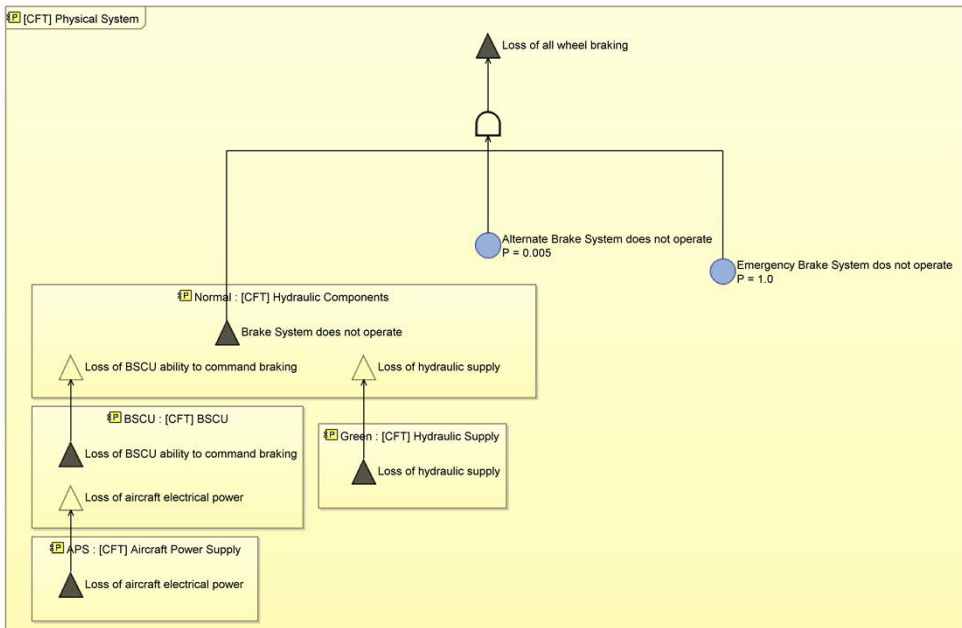 [CFT] Physical System
Loss of all wheel braking
Alternate Brake System does not operate
P = 0.005
Emergency Brake System dos not operate
P = 1.0
Normal : [CFT] Hydraulic Components
Brake System does not operate
Loss of BSCU ability to command braking
Loss of hydraulic supply
BSCU : [CFT] BSCU
Loss of BSCU ability to command braking
Loss of aircraft electrical power
Green : [CFT] Hydraulic Supply
Loss of hydraulic supply
APS : [CFT] Aircraft Power Supply
Loss of aircraft electrical power